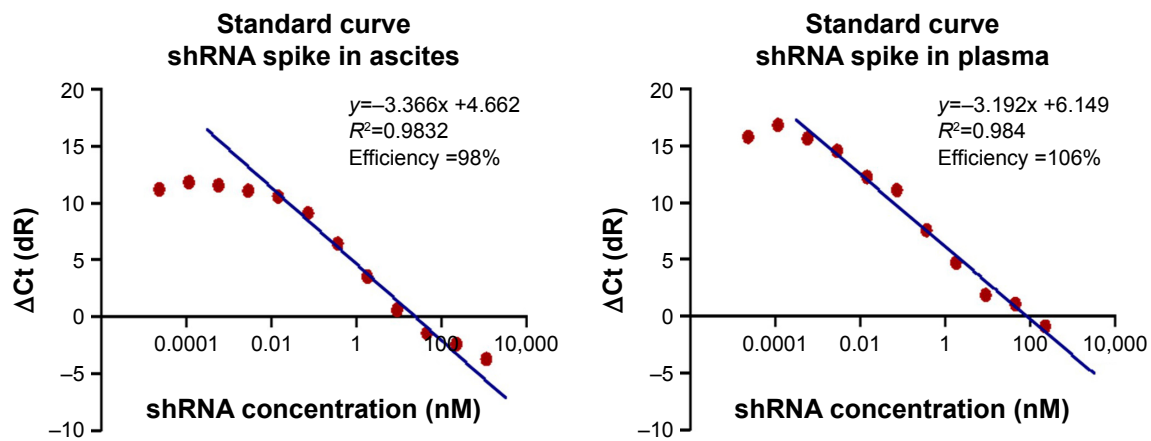 Standard curve
shRNA spike in ascites
y=–3.366x +4.662
R²=0.9832
Efficiency =98%
20
15
10
5
0
–5
–10
ΔCt (dR)
0.0001
0.01
1
100
10,000
shRNA concentration (nM)
Standard curve
shRNA spike in plasma
y=–3.192x +6.149
R²=0.984
Efficiency =106%
20
15
10
5
0
–5
–10
ΔCt (dR)
0.0001
0.01
1
100
10,000
shRNA concentration (nM)